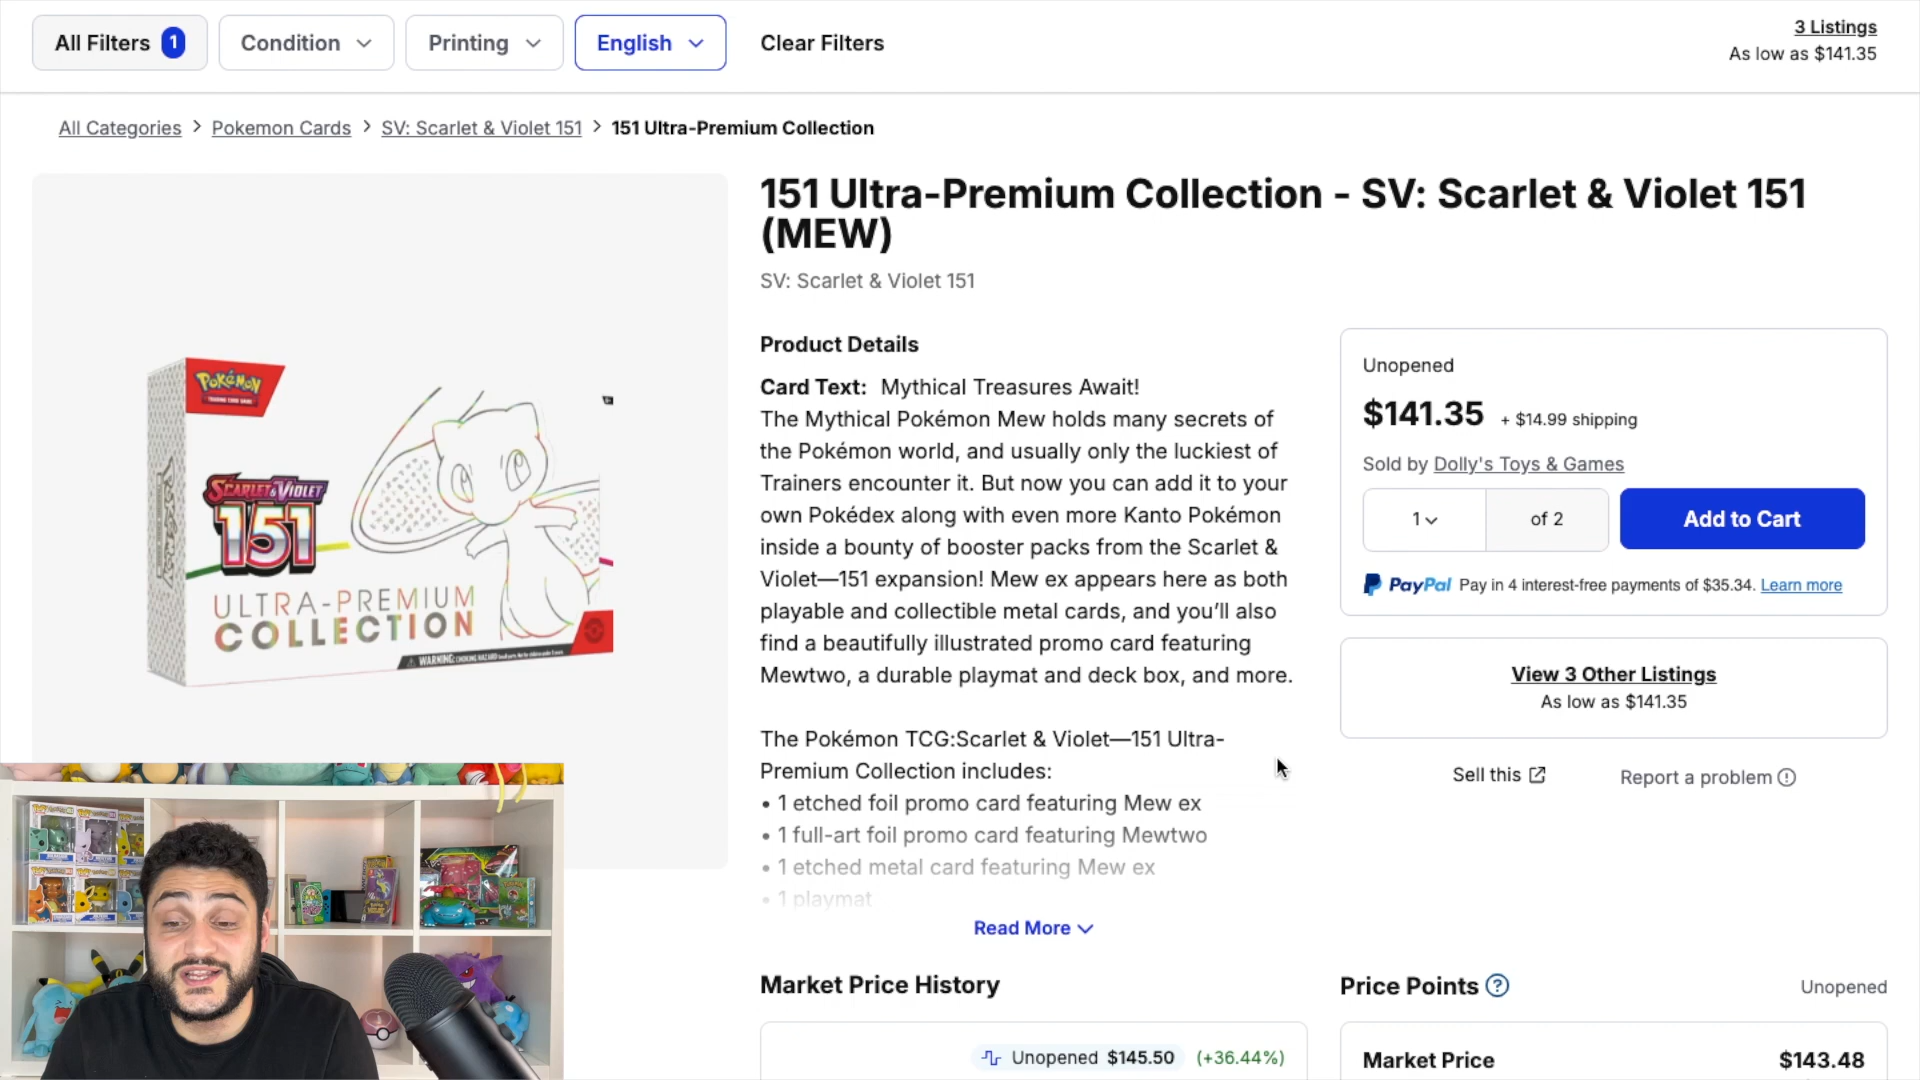 All Filters 1
Condition
Printing
English
Clear Filters
3 Listings
As low as $141.35
All Categories > Pokemon Cards > SV: Scarlet & Violet 151 > 151 Ultra-Premium Collection
151 Ultra-Premium Collection - SV: Scarlet & Violet 151
(MEW)
SV: Scarlet & Violet 151
Product Details
Card Text: Mythical Treasures Await!
The Mythical Pokémon Mew holds many secrets of
the Pokémon world, and usually only the luckiest of
Trainers encounter it. But now you can add it to your
own Pokédex along with even more Kanto Pokémon
inside a bounty of booster packs from the Scarlet &
Violet—151 expansion! Mew ex appears here as both
playable and collectible metal cards, and you’ll also
find a beautifully illustrated promo card featuring
Mewtwo, a durable playmat and deck box, and more.
The Pokémon TCG:Scarlet & Violet—151 Ultra-
Premium Collection includes:
• 1 etched foil promo card featuring Mew ex
• 1 full-art foil promo card featuring Mewtwo
• 1 etched metal card featuring Mew ex
• 1 playmat
Read More
Unopened
$141.35 + $14.99 shipping
Sold by Dolly's Toys & Games
1 of 2
Add to Cart
PayPal Pay in 4 interest-free payments of $35.34. Learn more
View 3 Other Listings
As low as $141.35
Sell this
Report a problem
Market Price History
Unopened $145.50 (+36.44%)
Price Points ? Unopened
Market Price $143.48
POKéMON
TRADING CARD GAME
SCARLET & VIOLET
151
ULTRA-PREMIUM
COLLECTION
WARNING: CHOKING HAZARD